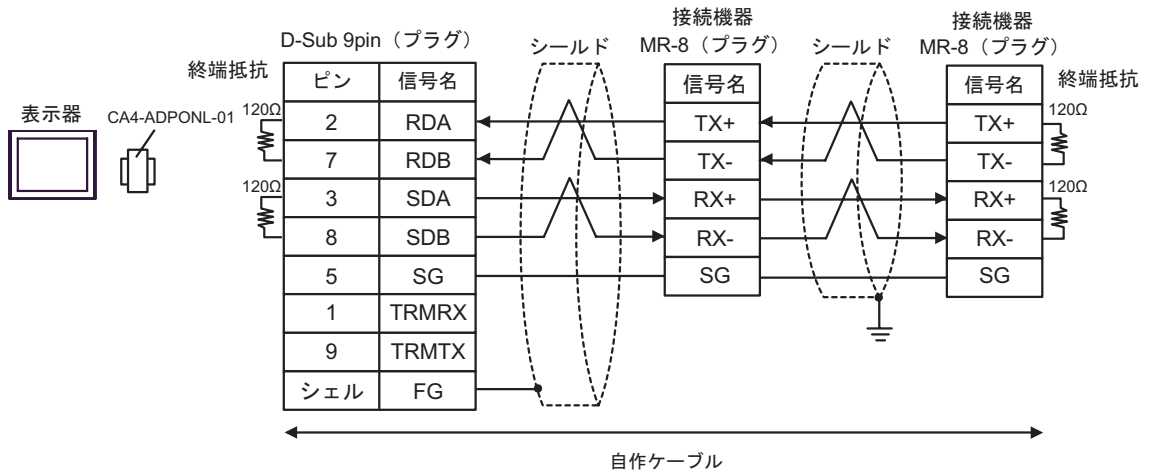 接続機器
MR-8（プラグ）
接続機器
MR-8（プラグ）
D-Sub 9pin（プラグ）
シールド
シールド
終端抵抗
終端抵抗
表示器
CA4-ADPONL-01
120Ω
120Ω
ピン 信号名
2 RDA
7 RDB
3 SDA
8 SDB
5 SG
1 TRMRX
9 TRMTX
シェル FG
信号名
TX+
TX-
RX+
RX-
SG
信号名
TX+
TX-
RX+
RX-
SG
120Ω
120Ω
自作ケーブル